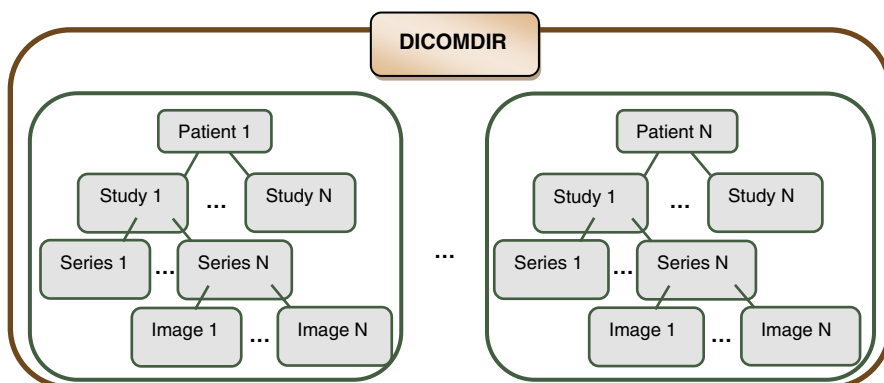 DICOMDIR
Patient 1
Study 1 ... Study N
Series 1 ... Series N
Image 1 ... Image N
...
Patient N
Study 1 ... Study N
Series 1 ... Series N
Image 1 ... Image N